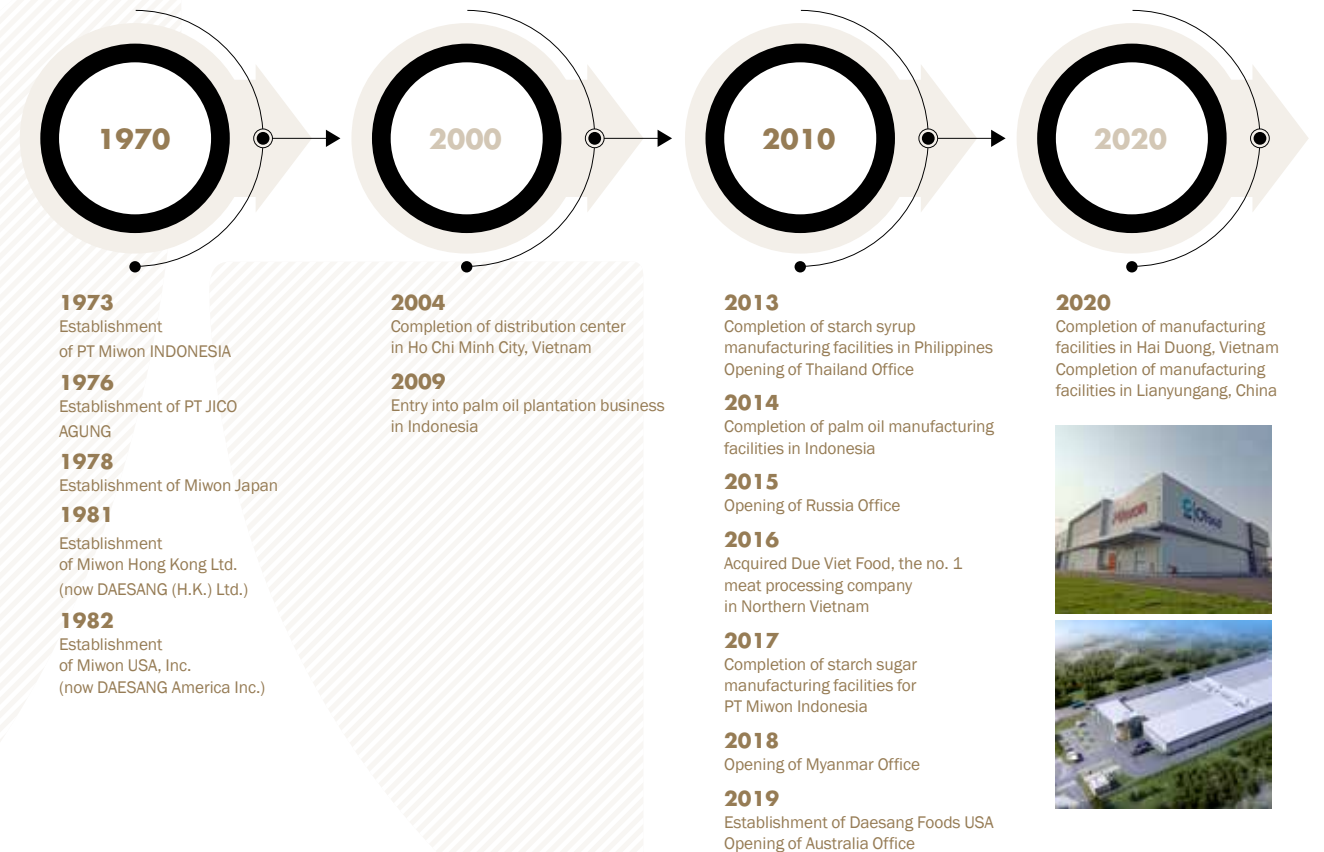 1970
1973
Establishment
of PT Miwon INDONESIA
1976
Establishment of PT JICO
AGUNG
1978
Establishment of Miwon Japan
1981
Establishment
of Miwon Hong Kong Ltd.
(now DAESANG (H.K.) Ltd.)
1982
Establishment
of Miwon USA, Inc.
(now DAESANG America Inc.)
2000
2004
Completion of distribution center
in Ho Chi Minh City, Vietnam
2009
Entry into palm oil plantation business
in Indonesia
2010
2013
Completion of starch syrup
manufacturing facilities in Philippines
Opening of Thailand Office
2014
Completion of palm oil manufacturing
facilities in Indonesia
2015
Opening of Russia Office
2016
Acquired Due Viet Food, the no. 1
meat processing company
in Northern Vietnam
2017
Completion of starch sugar
manufacturing facilities for
PT Miwon Indonesia
2018
Opening of Myanmar Office
2019
Establishment of Daesang Foods USA
Opening of Australia Office
2020
2020
Completion of manufacturing
facilities in Hai Duong, Vietnam
Completion of manufacturing
facilities in Lianyungang, China
Miwon